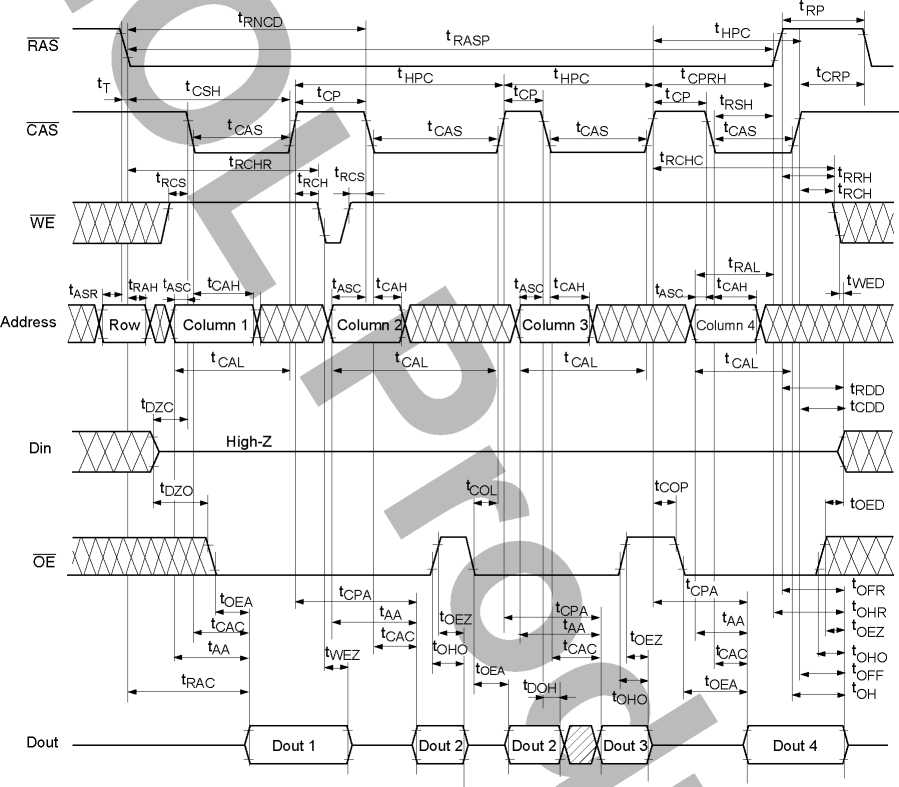 tRP
tRNCD
tHPC
tRASP
RAS
tHPC tHPC tCPRH tCRP
tT tCSH tCP tCP tCP tRSH
CAS tCAS tCAS tCAS tCAS
tRCHR tRCHC
tRCS tRCH tRCS tRRH
tRCH
WE
tRAL
tASR tRAH tASC tCAH tASC tCAH tASC tCAH tASC tCAH tWED
Address Row Column 1 Column 2 Column 3 Column 4
tCAL tCAL tCAL tCAL
tRDD
tDZC tCDD
Din High-Z
tDZO tCOL tCOP tOED
OE
tCPA tCPA tOFR
tOEA tCPA tOHR
tAA tOEZ tAA tAA tOEZ
tCAC tCAC tOEZ tCAC
tAA tWEZ tOHO tCAC tOHO
tOEA tOFF
tRAC tDOH tOHO tOEA tOH
Dout Dout 1 Dout 2 Dout 2 Dout 3 Dout 4
EOL Prod